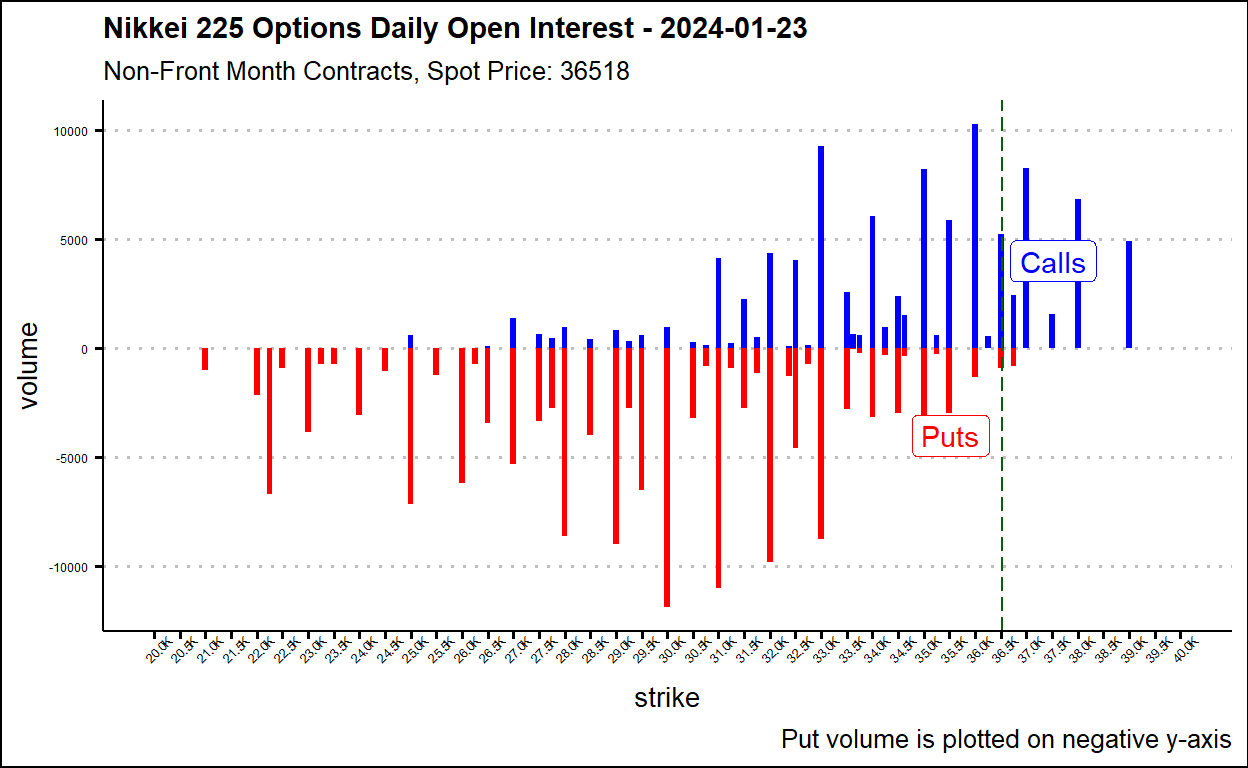 Nikkei 225 Options Daily Open Interest - 2024-01-23
Non-Front Month Contracts, Spot Price: 36518
10000
5000
0
-5000
-10000
volume
Calls
Puts
20.0K
20.5K
21.0K
21.5K
22.0K
22.5K
23.0K
23.5K
24.0K
24.5K
25.0K
25.5K
26.0K
26.5K
27.0K
27.5K
28.0K
28.5K
29.0K
29.5K
30.0K
30.5K
31.0K
31.5K
32.0K
32.5K
33.0K
33.5K
34.0K
34.5K
35.0K
35.5K
36.0K
36.5K
37.0K
37.5K
38.0K
38.5K
39.0K
39.5K
40.0K
strike
Put volume is plotted on negative y-axis